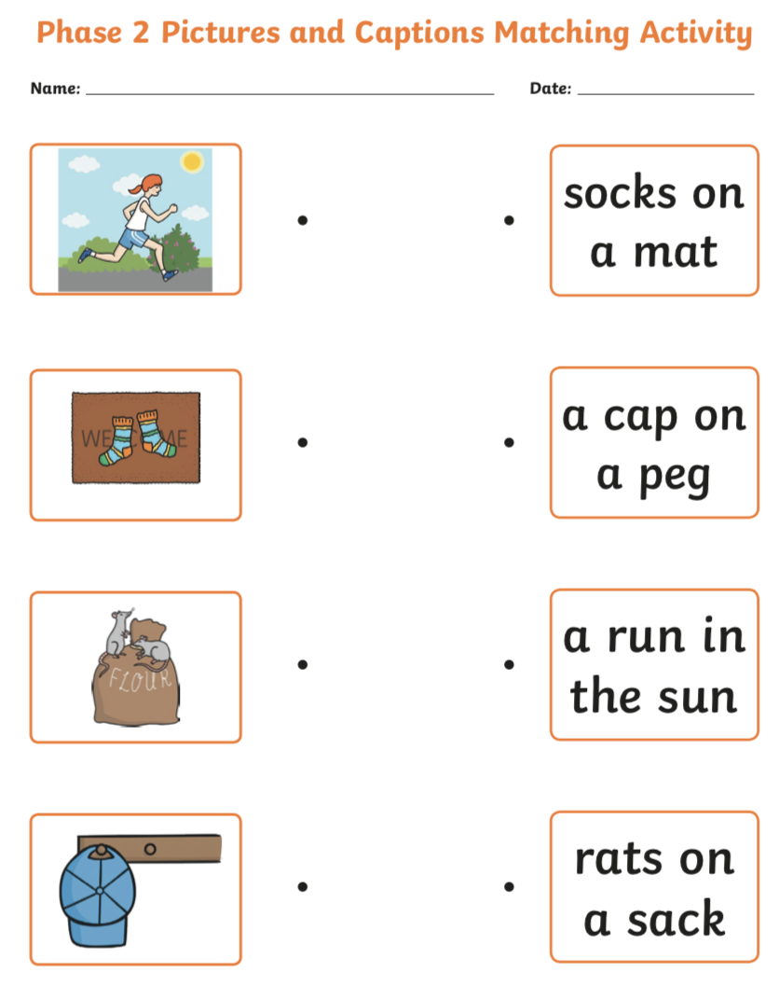 Phase 2 Pictures and Captions Matching Activity
Name: Date:
socks on
a mat
WELCOME
a cap on
a peg
FLOUR
a run in
the sun
rats on
a sack